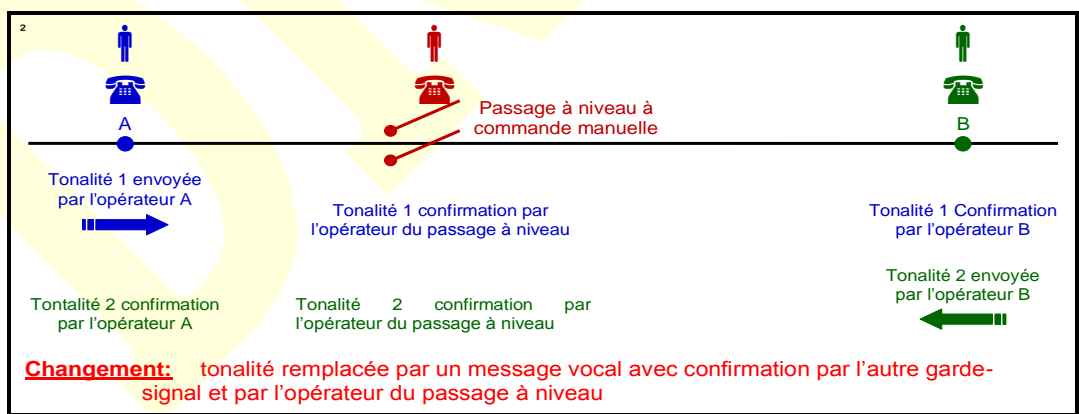 2
Passage à niveau à
commande manuelle
A
B
Tonalité 1 envoyée
par l'opérateur A
Tonalité 1 confirmation par
l’opérateur du passage à niveau
Tonalité 1 Confirmation
par l’opérateur B
Tonalité 2 envoyée
par l’opérateur B
Tontalité 2 confirmation
par l’opérateur A
Tonalité 2 confirmation par
l’opérateur du passage à niveau
Changement: tonalité remplacée par un message vocal avec confirmation par l’autre garde-
signal et par l’opérateur du passage à niveau